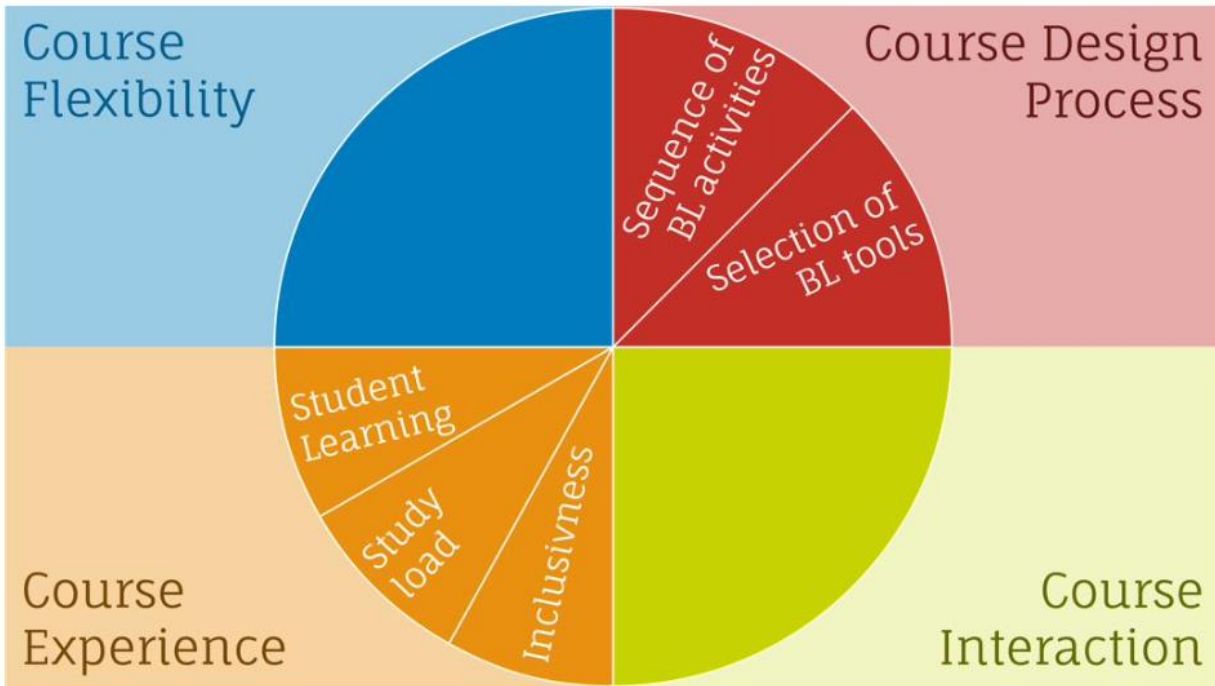 Course
Flexibility
Course Design
Process
Sequence of
BL activities
Selection of
BL tools
Student
Learning
Study
load
Inclusivness
Course
Experience
Course
Interaction